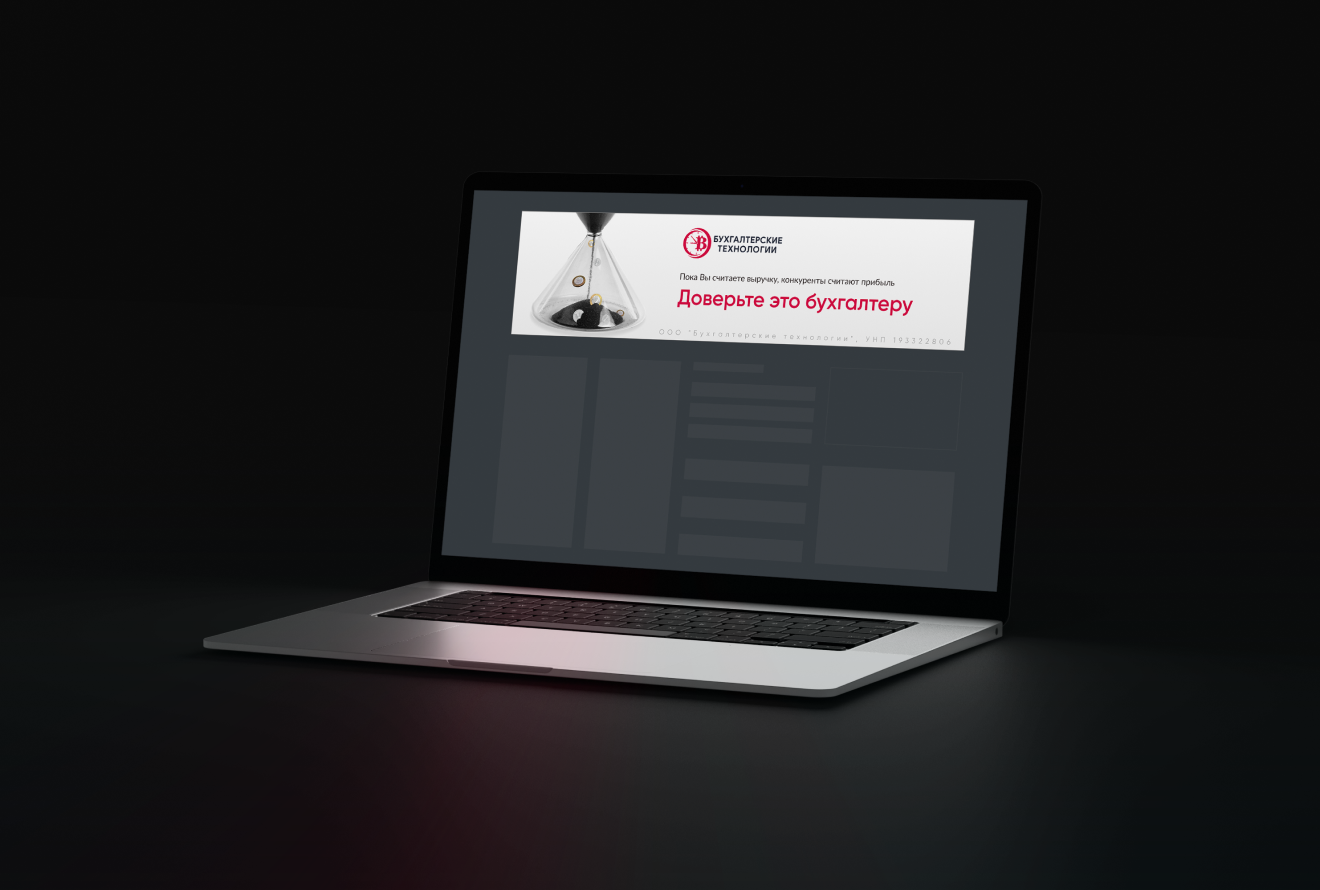 БУХГАЛТЕРСКИЕ
ТЕХНОЛОГИИ
Пока Вы считаете выручку, конкуренты считают прибыль
Доверьте это бухгалтеру
ООО "Бухгалтерские технологии", УНП 193322806